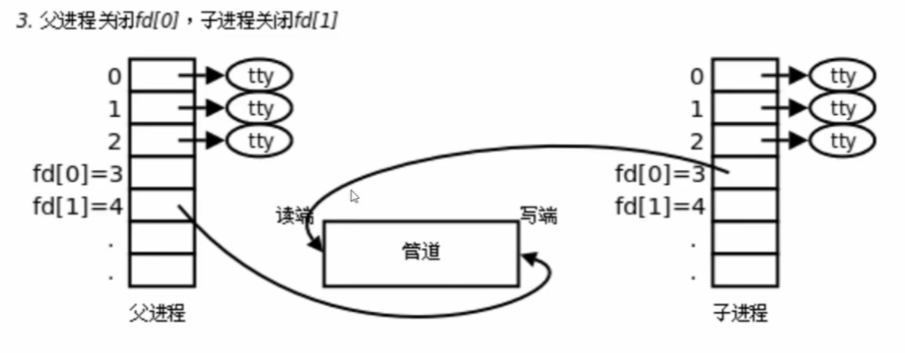 3. 父进程关闭fd[0]，子进程关闭fd[1]
0 tty 0 tty
1 tty 1 tty
2 tty 2 tty
fd[0]=3 fd[0]=3
fd[1]=4 读端 写端 fd[1]=4
. 管道 .
. .
父进程 子进程